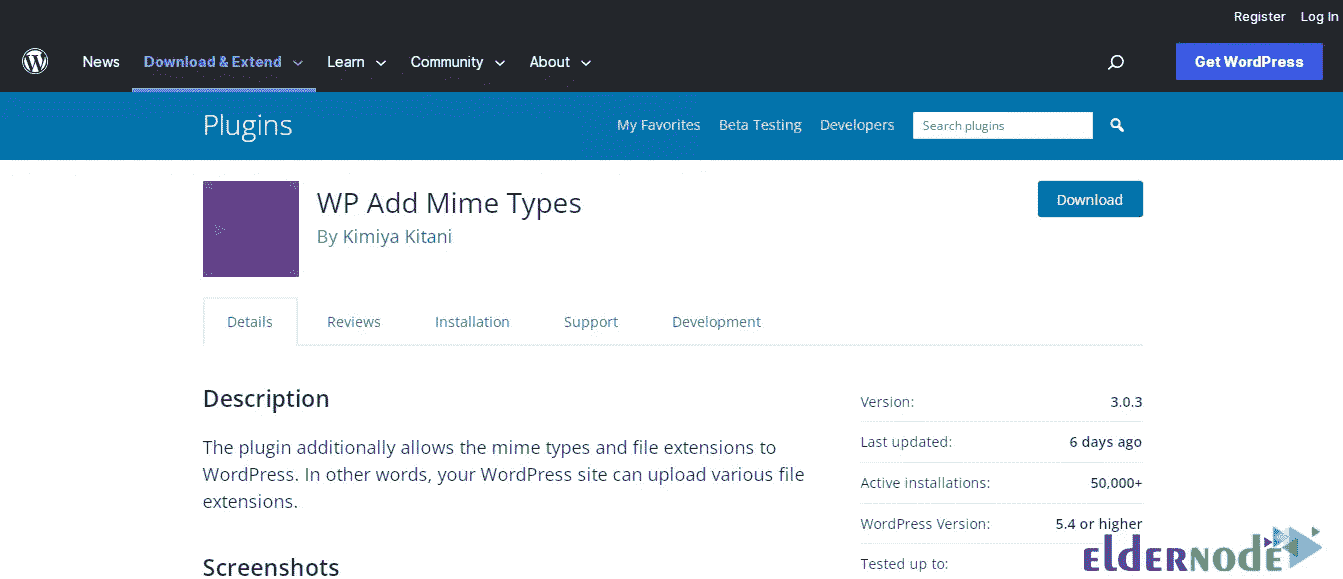 Register Log In
News Download & Extend Learn Community About Get WordPress
Plugins My Favorites Beta Testing Developers Search plugins
WP Add Mime Types
Download
By Kimiya Kitani
Details Reviews Installation Support Development
Description
The plugin additionally allows the mime types and file extensions to
WordPress. In other words, your WordPress site can upload various file
extensions.
Screenshots
Version: 3.0.3
Last updated: 6 days ago
Active installations: 50,000+
WordPress Version: 5.4 or higher
Tested up to:
ELDERNODE